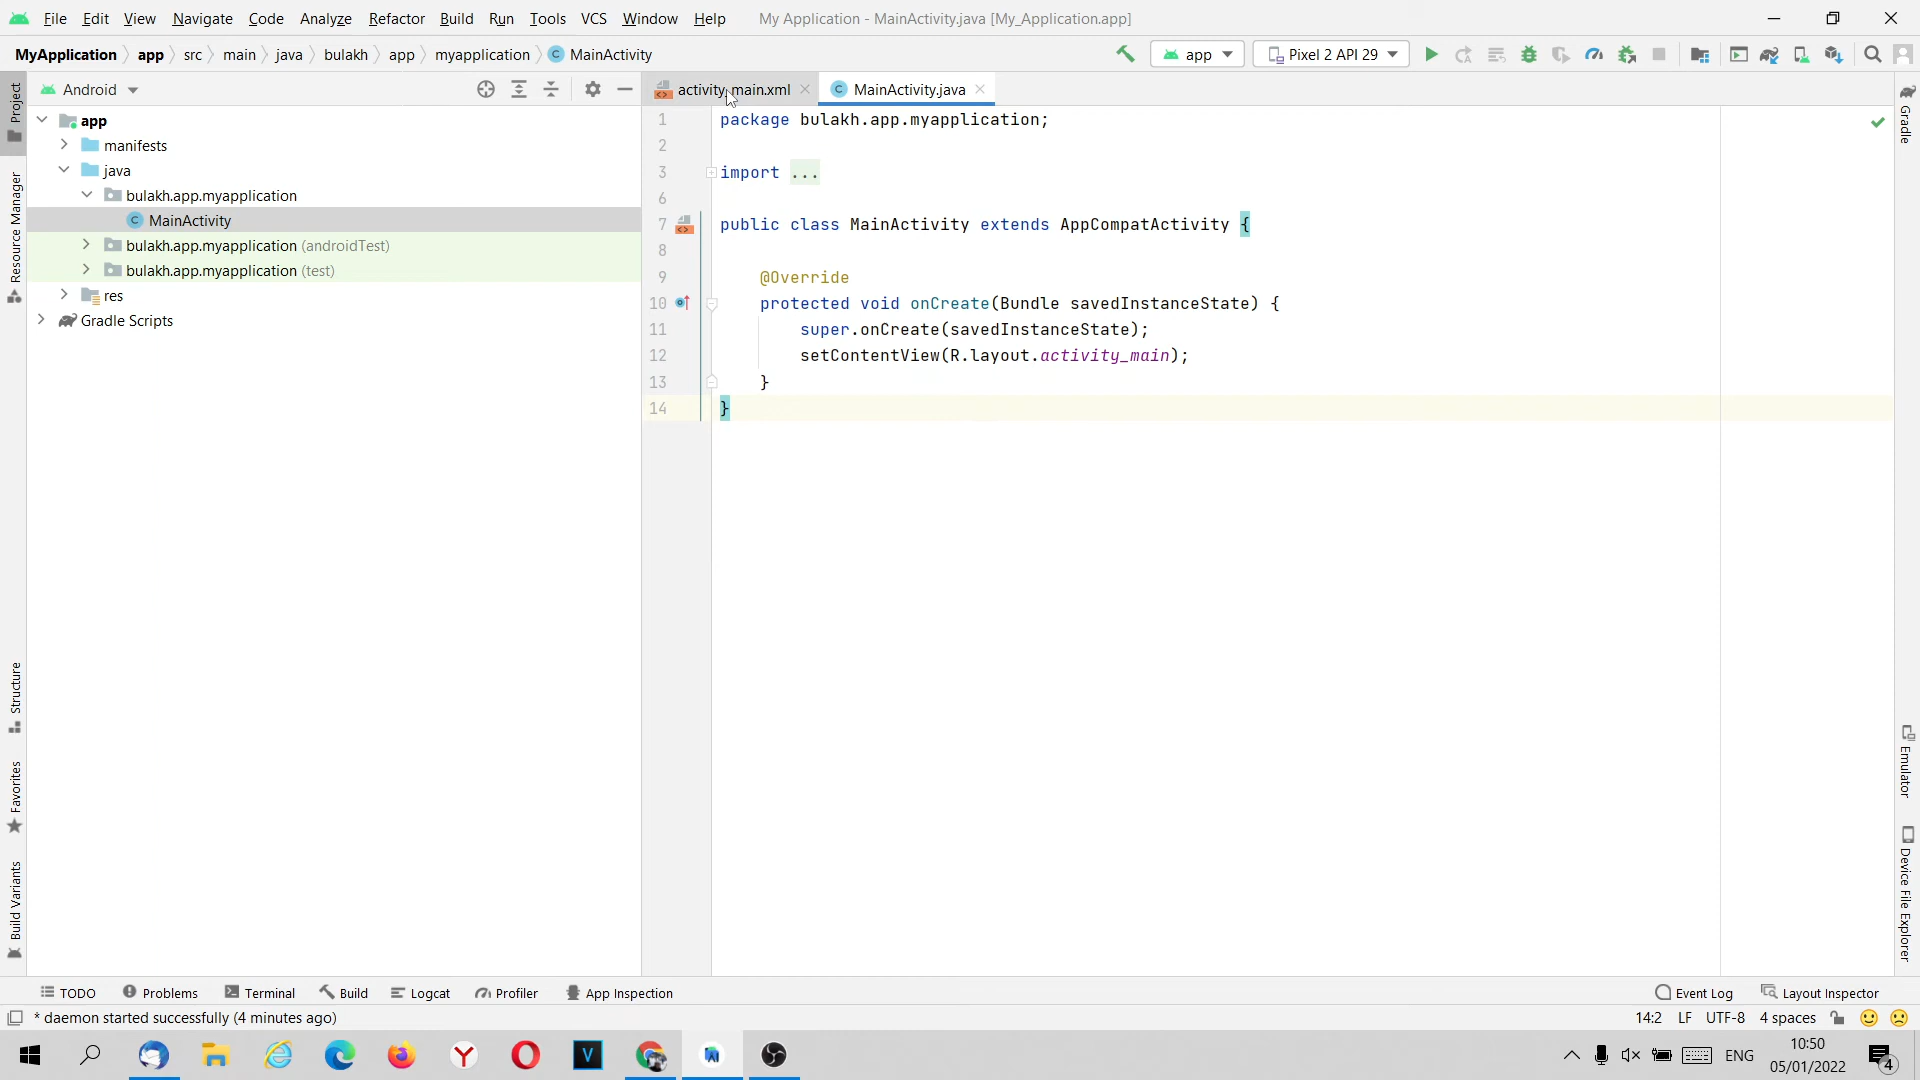 File Edit View Navigate Code Analyze Refactor Build Run Tools VCS Window Help My Application - MainActivity.java [My_Application.app]
MyApplication app src main java bulakh app myapplication MainActivity app Pixel 2 API 29
Project Android activity_main.xml MainActivity.java Gradle
app
manifests
java
bulakh.app.myapplication
MainActivity
bulakh.app.myapplication (androidTest)
bulakh.app.myapplication (test)
res
Gradle Scripts
Resource Manager
Structure
Favorites
Build Variants
1 package bulakh.app.myapplication;
2
3 import ...
6
7 public class MainActivity extends AppCompatActivity {
8
9 @Override
10 protected void onCreate(Bundle savedInstanceState) {
11 super.onCreate(savedInstanceState);
12 setContentView(R.layout.activity_main);
13 }
14 }
Emulator
Device File Explorer
TODO Problems Terminal Build Logcat Profiler App Inspection Event Log Layout Inspector
* daemon started successfully (4 minutes ago) 14:2 LF UTF-8 4 spaces
ENG 10:50
05/01/2022 4